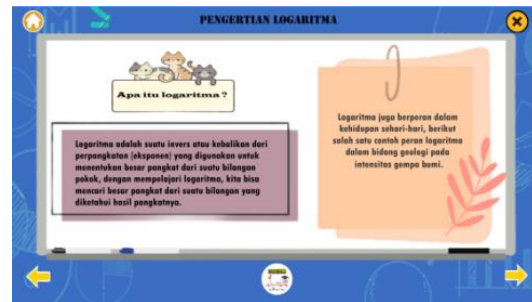 PENGERTIAN LOGARITMA
Apa itu logaritma?
Logaritma adalah suatu invers atau kebalikan dari
perpangkatan (eksponen) yang digunakan untuk
menentukan besar pangkat dari suatu bilangan
pokok, dengan mempelajari logaritma, kita bisa
mencari besar pangkat dari suatu bilangan yang
diketahui hasil pangkatnya.
Logaritma juga berperan dalam
kehidupan sehari-hari, berikut
salah satu contoh peran logaritma
dalam bidang geologi pada
intensitas gempa bumi.